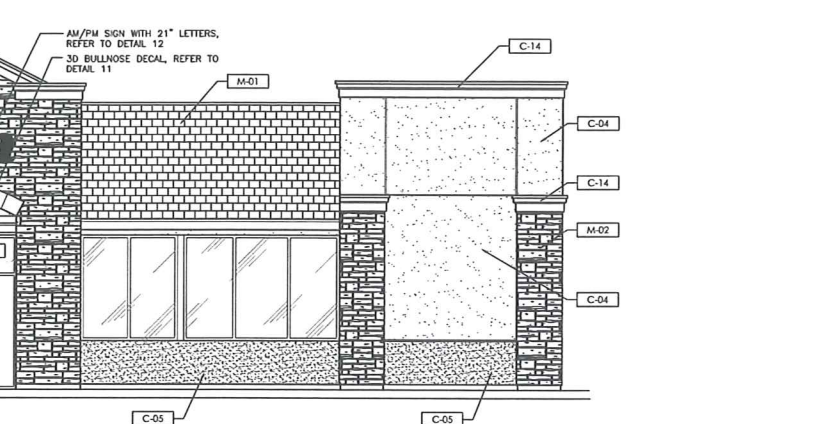 AM/PM SIGN WITH 21" LETTERS,
REFER TO DETAIL 12
3D BULLNOSE DECAL, REFER TO
DETAIL 11
M-01
C-14
C-04
C-14
M-02
C-04
C-05
C-05